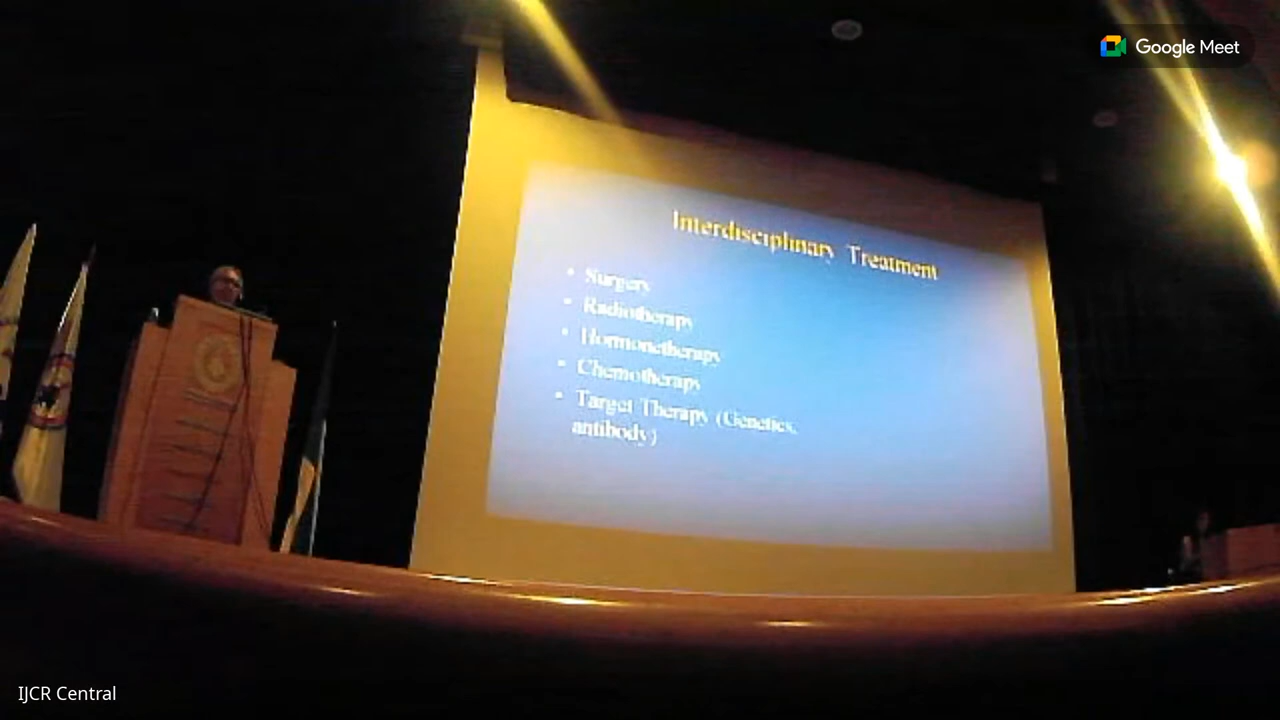 Google Meet
Interdisciplinary Treatment
• Surgery
• Radiotherapy
• Hormonetherapy
• Chemotherapy
• Target Therapy (Genetics,
antibody)
IJCR Central